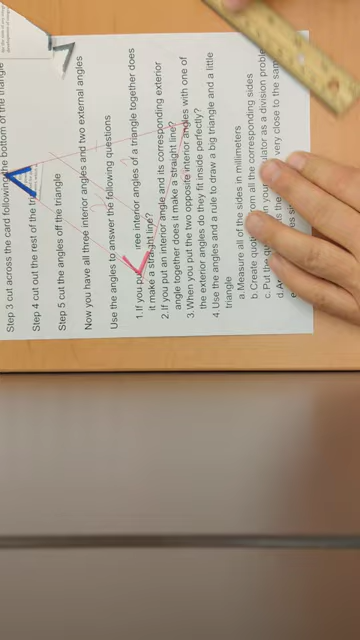 Step 3 cut across the card following the bottom of the triangle
Step 4 cut out the rest of the
Step 5 cut the angles off the triangle
Now you have all three interior angles and two external angles
Use the angles to answer the following questions
1. If you ree interior angles of a triangle together does
it make a straight line?
2. If you put an interior angle and its corresponding exterior
angle together does it make a straight line?
3. When you put the two opposite interior angles with one of
the exterior angles do they fit inside perfectly?
4. Use the angles and a rule to draw a big triangle and a little
triangle
a. Measure all of the sides in millimeters
b. Create on all the corresponding sides
c. Put the as a division
d. very close to the